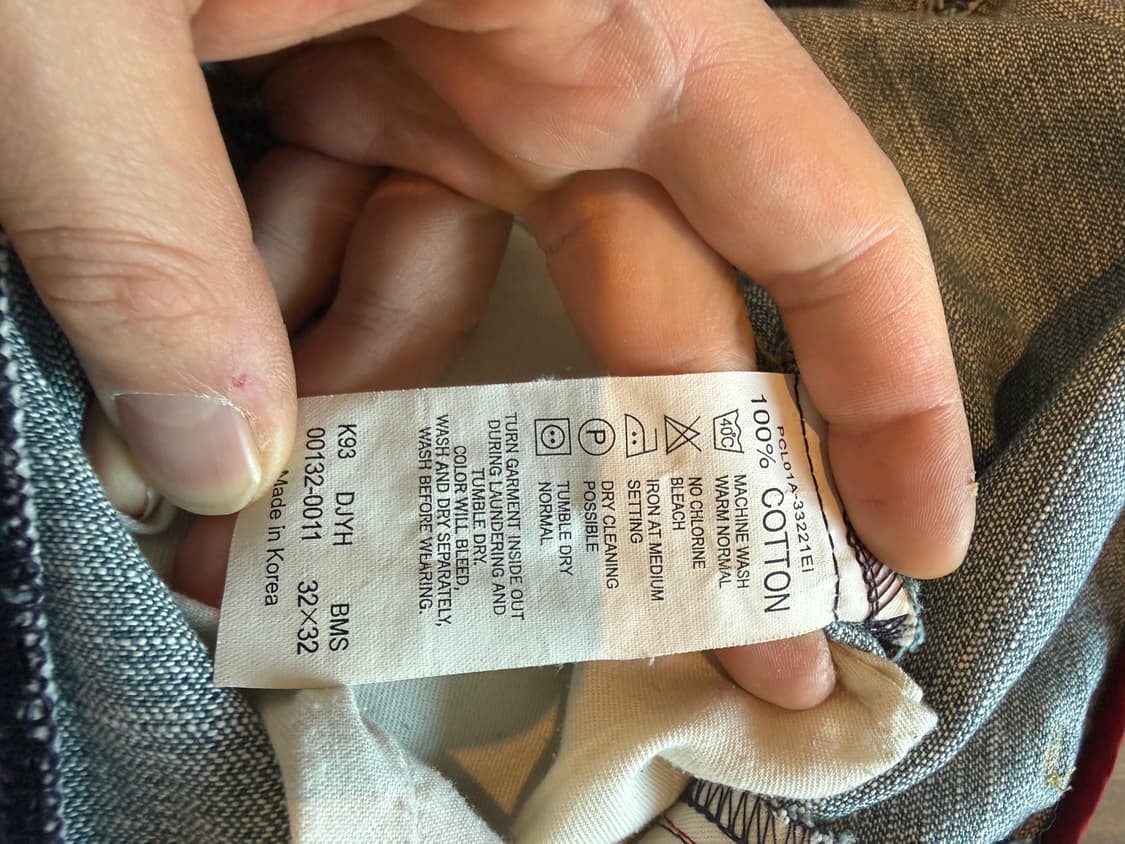 PCL01A-33221EI
100% COTTON
40C
MACHINE WASH
WARM NORMAL
NO CHLORINE
BLEACH
IRON AT MEDIUM
SETTING
P
DRY CLEANING
POSSIBLE
TUMBLE DRY
NORMAL
TURN GARMENT INSIDE OUT
DURING LAUNDERING AND
TUMBLE DRY.
COLOR WILL BLEED,
WASH AND DRY SEPARATELY,
WASH BEFORE WEARING.
K93 DJYH BMS
00132-0011 32×32
Made in Korea